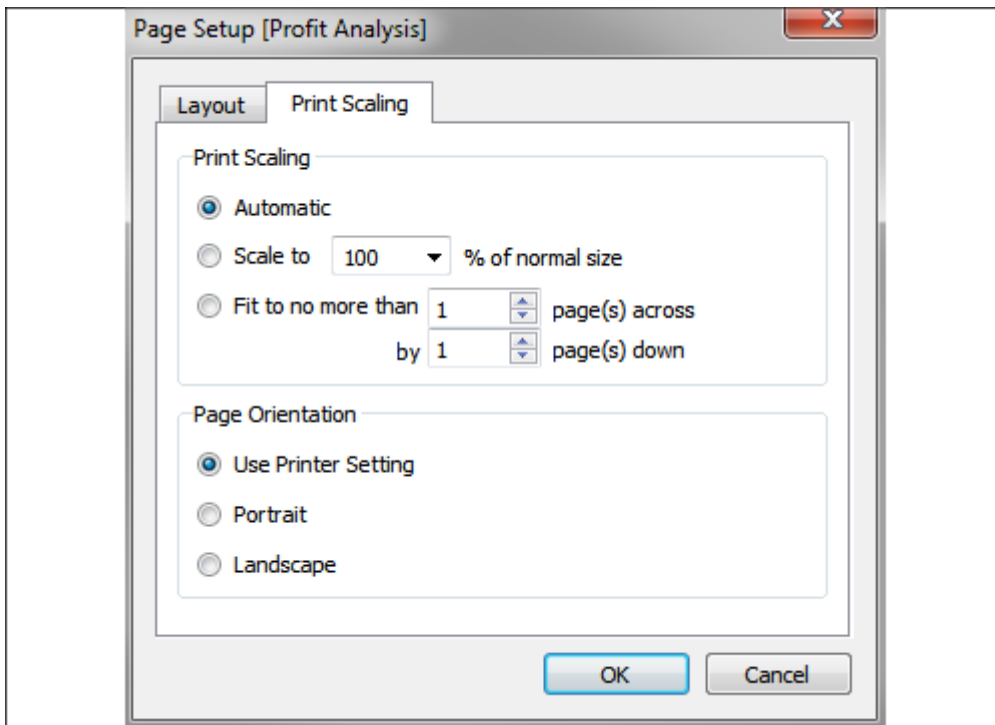 Page Setup [Profit Analysis]
Layout Print Scaling
Print Scaling
Automatic
Scale to 100 % of normal size
Fit to no more than 1 page(s) across
by 1 page(s) down
Page Orientation
Use Printer Setting
Portrait
Landscape
OK Cancel